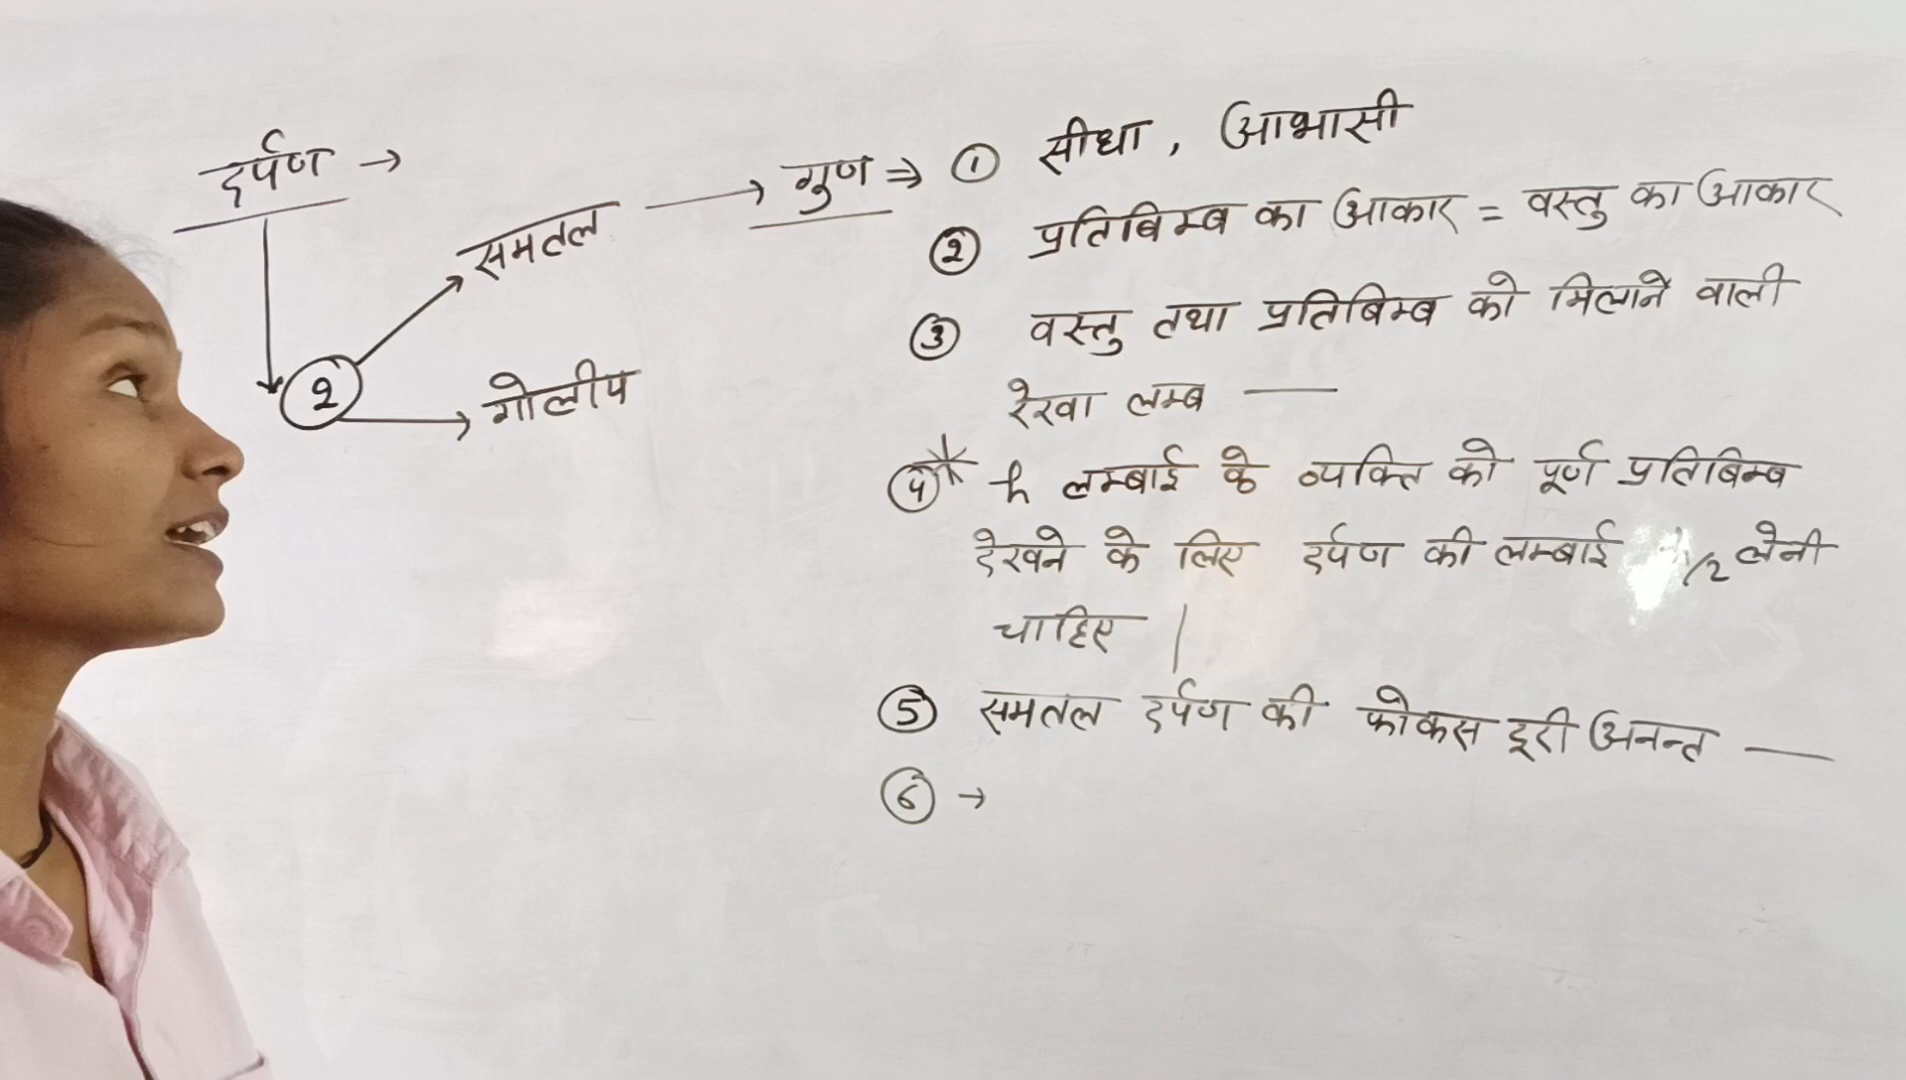 दर्पण →
② 
समतल → गुण ⇒
गोलीय
① सीधा , आभासी
② प्रतिबिम्ब का आकार = वस्तु का आकार
③ वस्तु तथा प्रतिबिम्ब को मिलाने वाली
रेखा लम्ब —
④* h लम्बाई के व्यक्ति को पूर्ण प्रतिबिम्ब
देखने के लिए दर्पण की लम्बाई /2 लेनी
चाहिए |
⑤ समतल दर्पण की फोकस दूरी अनन्त —
⑥ →